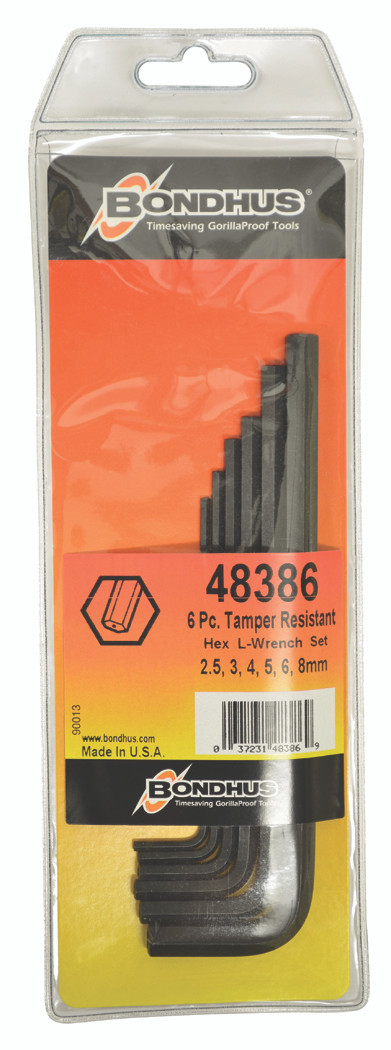 BONDHUS®
Timesaving GorillaProof Tools
48386
6 Pc. Tamper Resistant
Hex L-Wrench Set
2.5, 3, 4, 5, 6, 8mm
90013
www.bondhus.com
Made In U.S.A.
0 37231 48386 9
BONDHUS
Timesaving GorillaProof Tools